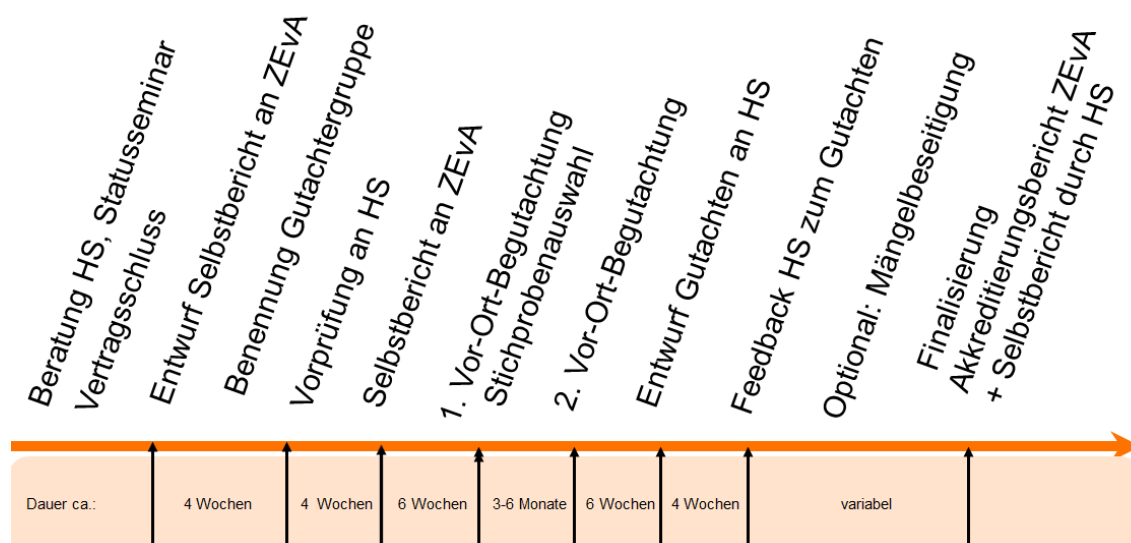 Beratung HS, Statusseminar
Vertragsschluss
Entwurf Selbstbericht an ZEvA
Benennung Gutachtergruppe
Vorprüfung an HS
Selbstbericht an ZEvA
1. Vor-Ort-Begutachtung
Stichprobenauswahl
2. Vor-Ort-Begutachtung
Entwurf Gutachten an HS
Feedback HS zum Gutachten
Optional: Mängelbeseitigung
Finalisierung
Akkreditierungsbericht ZEvA
+ Selbstbericht durch HS
Dauer ca.:
4 Wochen
4 Wochen
6 Wochen
3-6 Monate
6 Wochen
4 Wochen
variabel